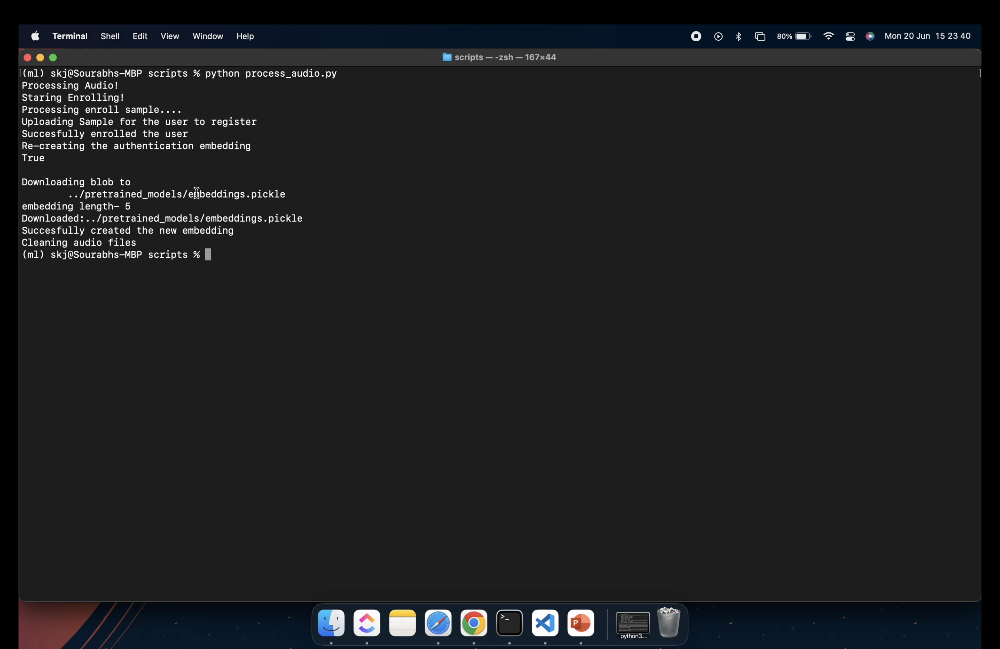 Terminal Shell Edit View Window Help 80% Mon 20 Jun 15 23 40
scripts — -zsh — 167×44
[(ml) skj@Sourabhs-MBP scripts % python process_audio.py ]
Processing Audio!
Staring Enrolling!
Processing enroll sample....
Uploading Sample for the user to register
Succesfully enrolled the user
Re-creating the authentication embedding
True
Downloading blob to
../pretrained_models/embeddings.pickle
embedding length- 5
Downloaded:../pretrained_models/embeddings.pickle
Succesfully created the new embedding
Cleaning audio files
(ml) skj@Sourabhs-MBP scripts %
>_
P
python3....